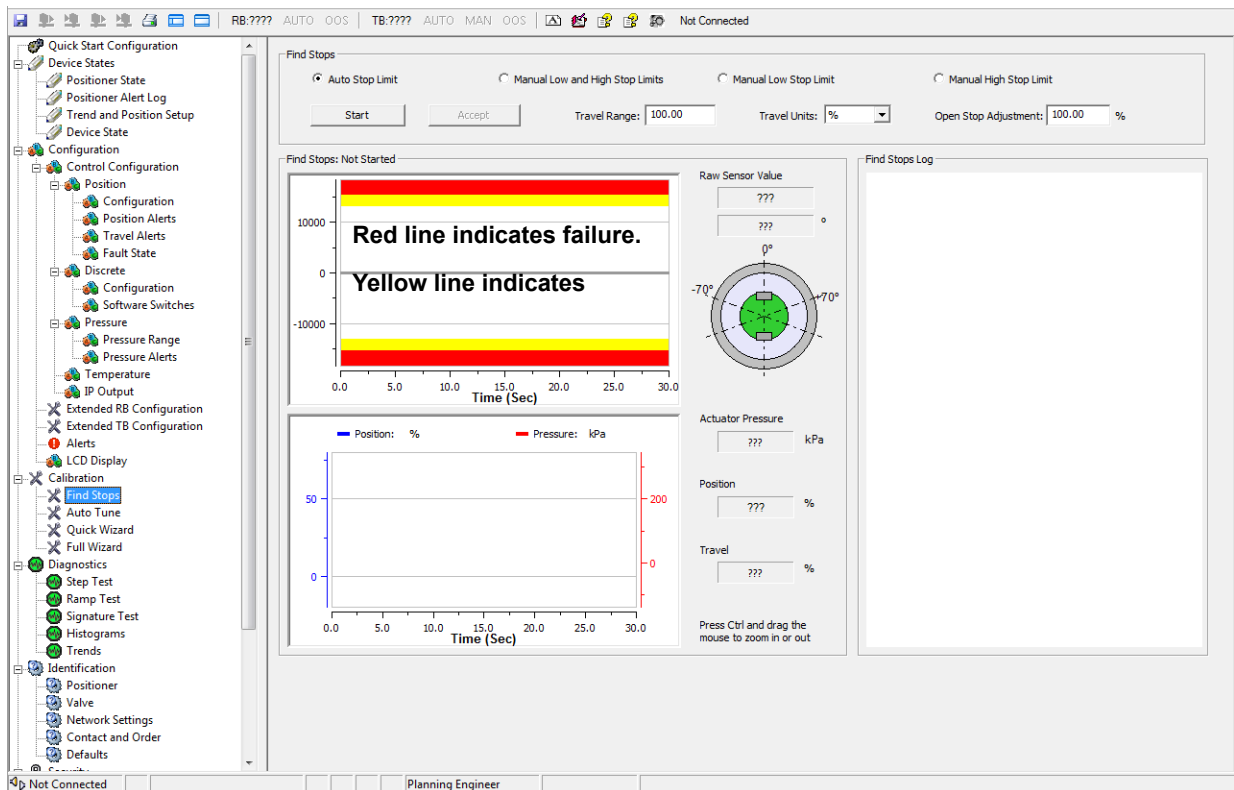 RB:???? AUTO OOS TB:???? AUTO MAN OOS Not Connected
Quick Start Configuration
Device States
Positioner State
Positioner Alert Log
Trend and Position Setup
Device State
Configuration
Control Configuration
Position
Configuration
Position Alerts
Travel Alerts
Fault State
Discrete
Configuration
Software Switches
Pressure
Pressure Range
Pressure Alerts
Temperature
IP Output
Extended RB Configuration
Extended TB Configuration
Alerts
LCD Display
Calibration
Find Stops
Auto Tune
Quick Wizard
Full Wizard
Diagnostics
Step Test
Ramp Test
Signature Test
Histograms
Trends
Identification
Positioner
Valve
Network Settings
Contact and Order
Defaults
Find Stops
Auto Stop Limit Manual Low and High Stop Limits Manual Low Stop Limit Manual High Stop Limit
Start Accept Travel Range: 100.00 Travel Units: % Open Stop Adjustment: 100.00 %
Find Stops: Not Started
10000
0
-10000
Red line indicates failure.
Yellow line indicates
0.0 5.0 10.0 15.0 20.0 25.0 30.0
Time (Sec)
Position: % Pressure: kPa
50
0
200
0
0.0 5.0 10.0 15.0 20.0 25.0 30.0
Time (Sec)
Raw Sensor Value
???
??? °
0°
-70° +70°
Actuator Pressure
??? kPa
Position
??? %
Travel
??? %
Press Ctrl and drag the
mouse to zoom in or out
Find Stops Log
Not Connected Planning Engineer